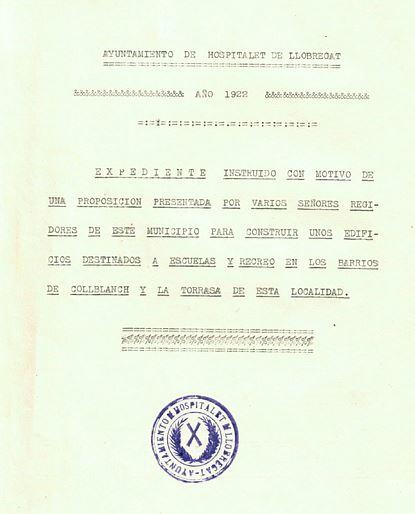 AYUNTAMIENTO DE HOSPITALET DE LLOBREGAT
&&&&&&&&&&&&&&&&&&& AÑO 1922 &&&&&&&&&&&&&&&&&&
EXPEDIENTE INSTRUIDO CON MOTIVO DE
UNA PROPOSICION PRESENTADA POR VARIOS SEÑORES REGI-
DORES DE ESTE MUNICIPIO PARA CONSTRUIR UNOS EDIFI-
CIOS DESTINADOS A ESCUELAS Y RECREO EN LOS BARRIOS
DE COLLBLANCH Y LA TORRASA DE ESTA LOCALIDAD.
AYUNTAMIENTO HOSPITALET LLOBREGAT
X